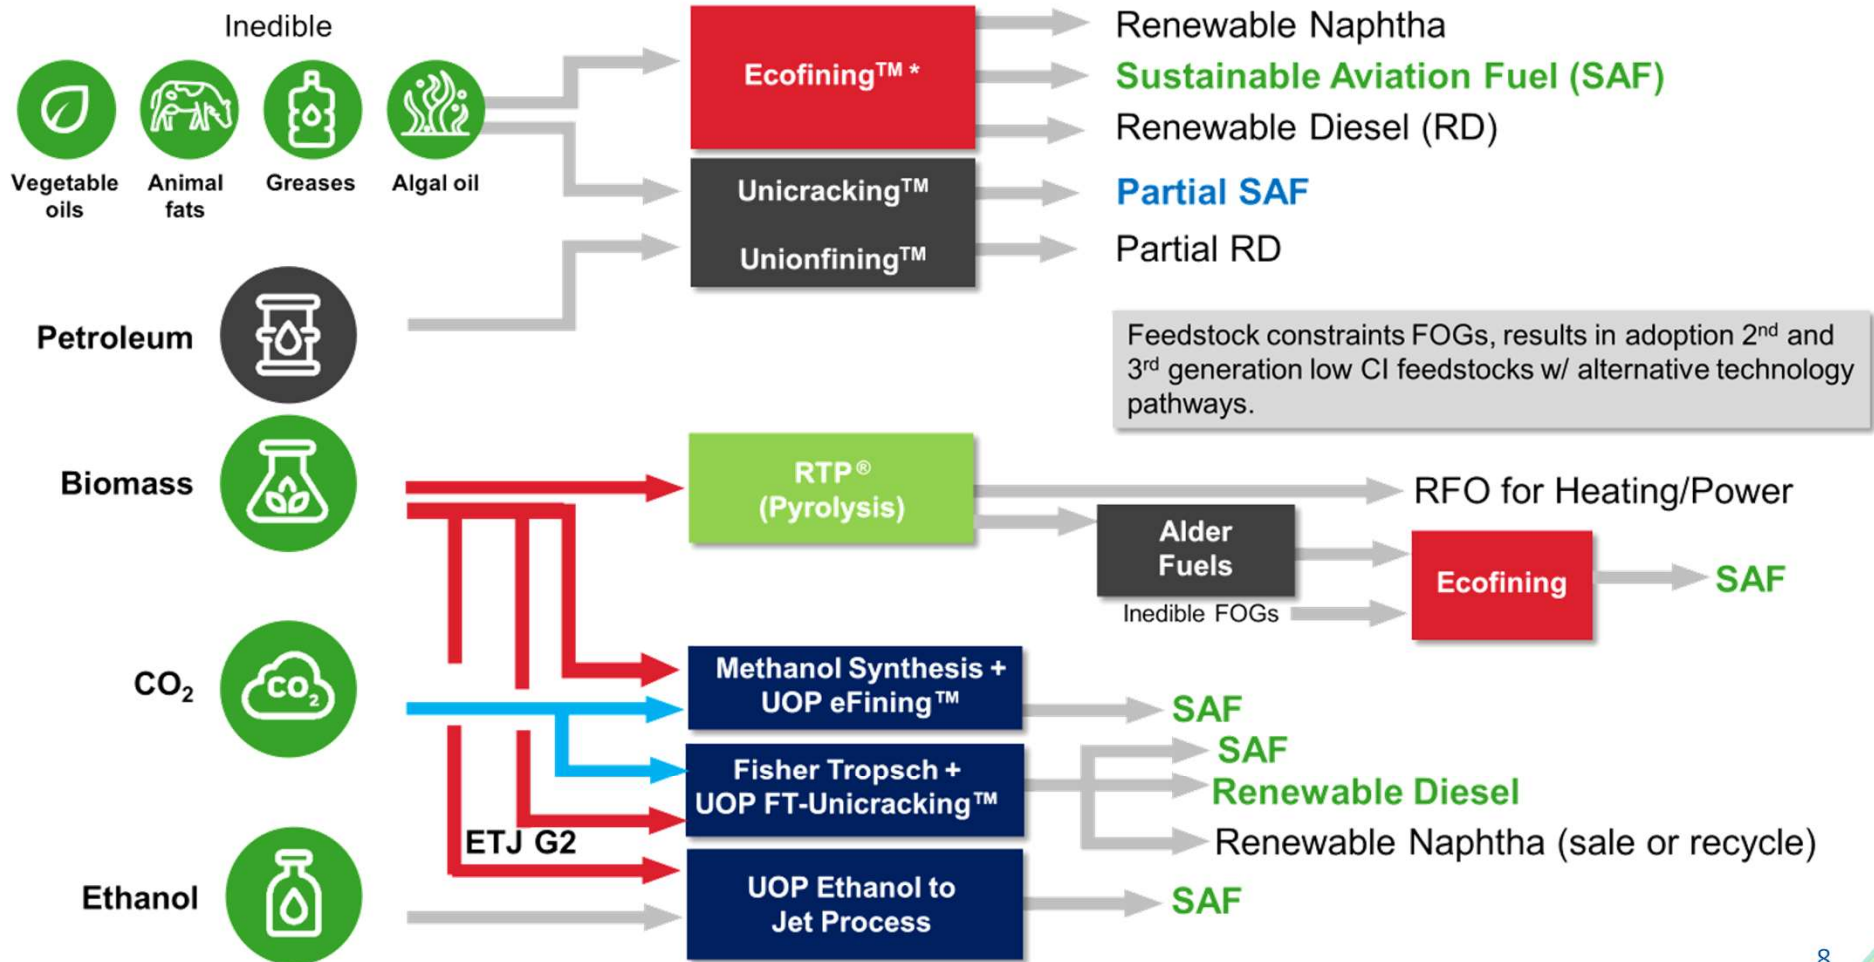 Inedible
Vegetable
oils
Animal
fats
Greases
Algal oil
Ecofining™ *
Renewable Naphtha
Sustainable Aviation Fuel (SAF)
Renewable Diesel (RD)
Unicracking™
Unionfining™
Partial SAF
Partial RD
Petroleum
Feedstock constraints FOGs, results in adoption 2nd and
3rd generation low CI feedstocks w/ alternative technology
pathways.
Biomass
RTP®
(Pyrolysis)
RFO for Heating/Power
Alder
Fuels
Inedible FOGs
Ecofining
SAF
CO₂
CO₂
Methanol Synthesis +
UOP eFining™
SAF
Fisher Tropsch +
UOP FT-Unicracking™
SAF
Renewable Diesel
Renewable Naphtha (sale or recycle)
ETJ G2
Ethanol
UOP Ethanol to
Jet Process
SAF
8